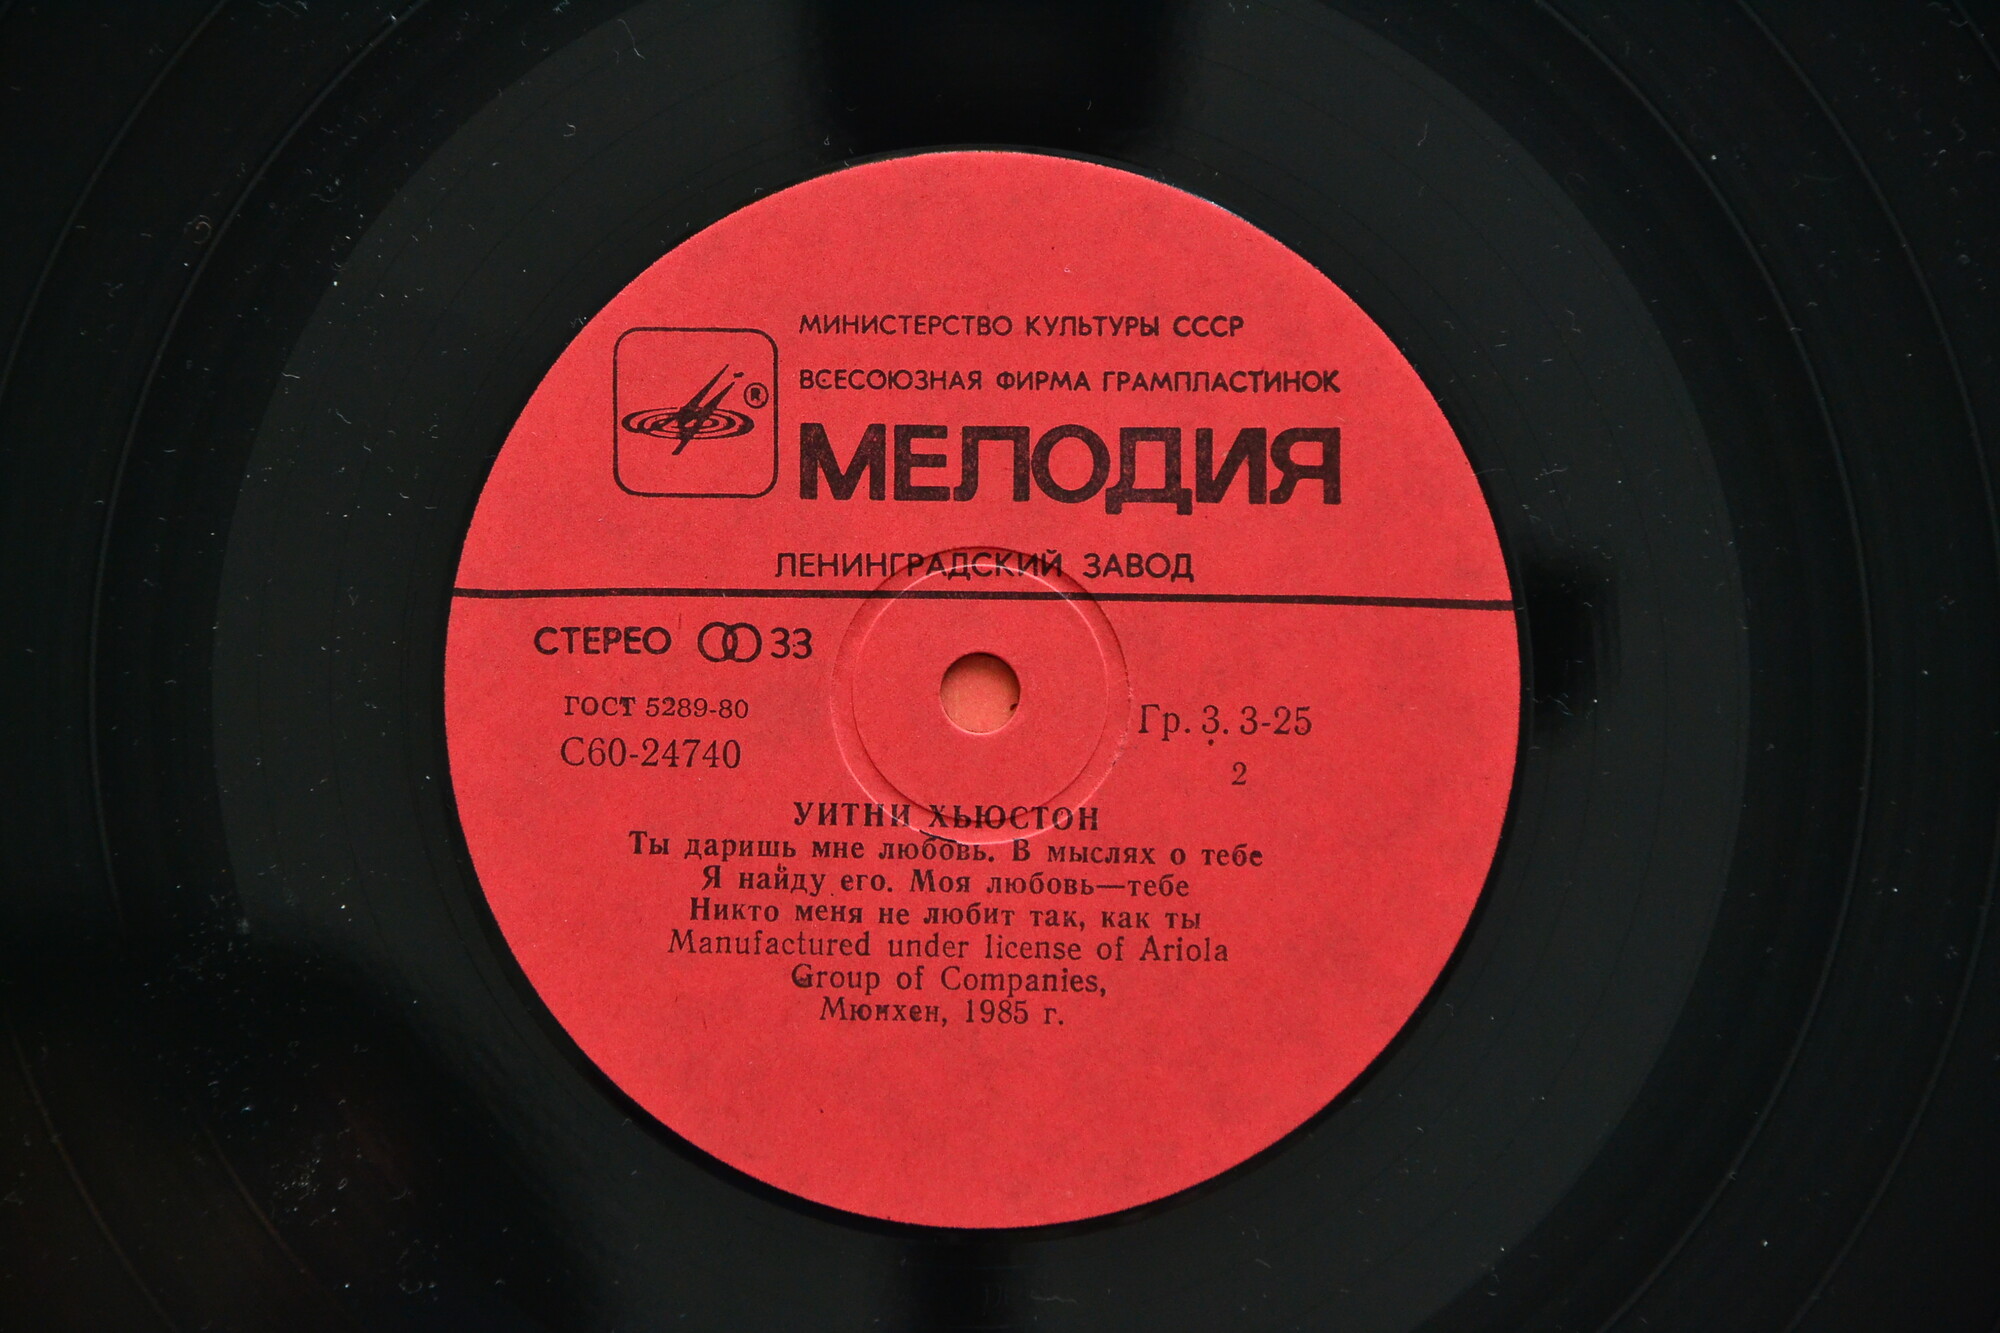 МИНИСТЕРСТВО КУЛЬТУРЫ СССР
ВСЕСОЮЗНАЯ ФИРМА ГРАМПЛАСТИНОК
®
МЕЛОДИЯ
ЛЕНИНГРАДСКИЙ ЗАВОД
СТЕРЕО 33
ГОСТ 5289-80
С60-24740
Гр. 3. 3-25
2
УИТНИ ХЬЮСТОН
Ты даришь мне любовь. В мыслях о тебе
Я найду его. Моя любовь—тебе
Никто меня не любит так, как ты
Manufactured under license of Ariola
Group of Companies,
Мюнхен, 1985 г.